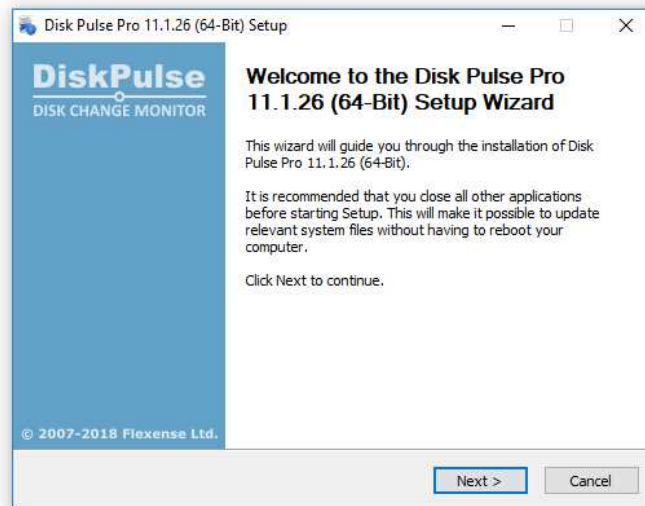 Disk Pulse Pro 11.1.26 (64-Bit) Setup
DiskPulse
DISK CHANGE MONITOR
Welcome to the Disk Pulse Pro
11.1.26 (64-Bit) Setup Wizard
This wizard will guide you through the installation of Disk
Pulse Pro 11.1.26 (64-Bit).
It is recommended that you close all other applications
before starting Setup. This will make it possible to update
relevant system files without having to reboot your
computer.
Click Next to continue.
© 2007-2018 Flexense Ltd.
Next >
Cancel